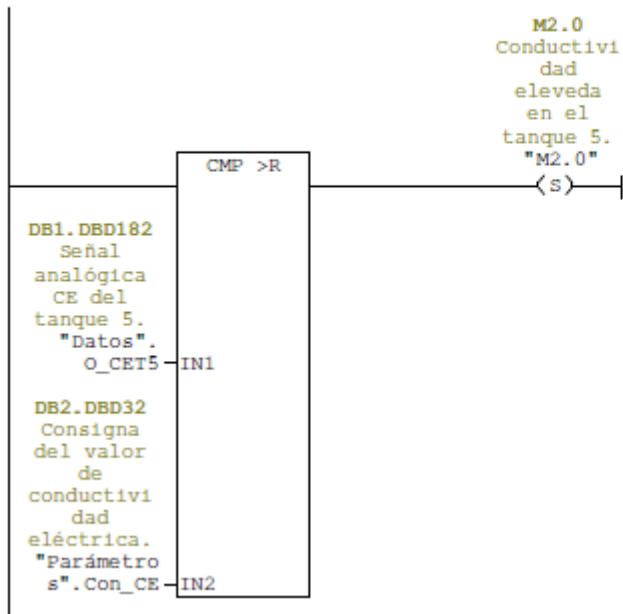 M2.0
Conductivi
dad
eleveda
en el
tanque 5.
"M2.0"
S
CMP >R
DB1.DBD182
Señal
analógica
CE del
tanque 5.
"Datos".
O_CET5
IN1
DB2.DBD32
Consigna
del valor
de
conductivi
dad
eléctrica.
"Parámetro
s".Con_CE
IN2